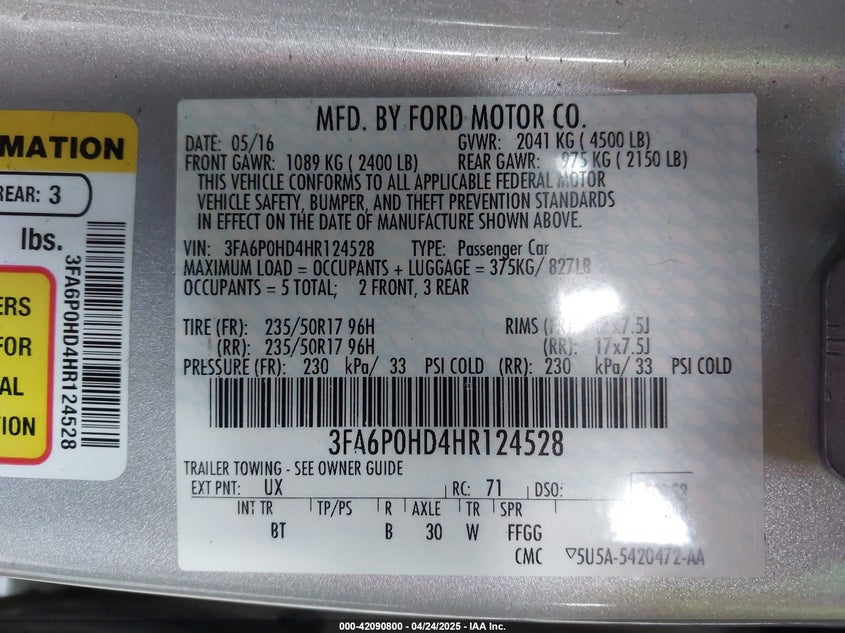 MATION
REAR: 3
lbs.
ERS
FOR
AL
TION
3FA6P0HD4HR124528
MFD. BY FORD MOTOR CO.
DATE: 05/16 GVWR: 2041 KG ( 4500 LB)
FRONT GAWR: 1089 KG ( 2400 LB) REAR GAWR: 975 KG ( 2150 LB)
THIS VEHICLE CONFORMS TO ALL APPLICABLE FEDERAL MOTOR
VEHICLE SAFETY, BUMPER, AND THEFT PREVENTION STANDARDS
IN EFFECT ON THE DATE OF MANUFACTURE SHOWN ABOVE.
VIN: 3FA6P0HD4HR124528 TYPE: Passenger Car
MAXIMUM LOAD = OCCUPANTS + LUGGAGE = 375KG/ 827LB
OCCUPANTS = 5 TOTAL; 2 FRONT, 3 REAR
TIRE (FR): 235/50R17 96H RIMS (FR): 17x7.5J
(RR): 235/50R17 96H (RR): 17x7.5J
PRESSURE (FR): 230 kPa/ 33 PSI COLD (RR): 230 kPa/ 33 PSI COLD
3FA6P0HD4HR124528
TRAILER TOWING - SEE OWNER GUIDE
EXT PNT: UX RC: 71 DSO:
INT TR TP/PS R AXLE TR SPR
BT B 30 W FFGG
CMC ▽5U5A-5420472-AA
000-42090800 - 04/24/2025 - IAA Inc.